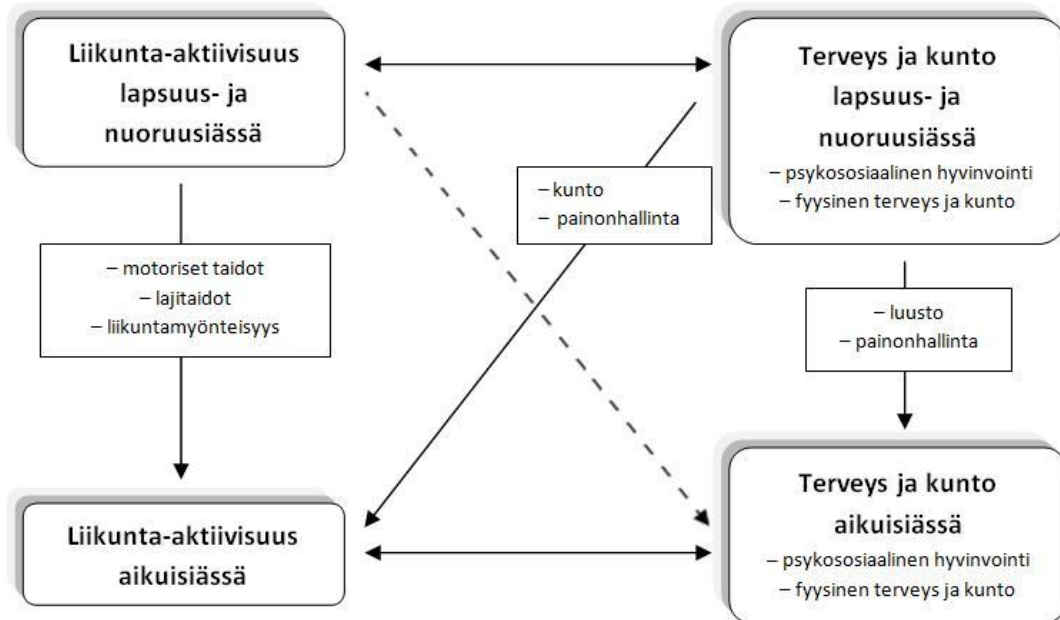 Liikunta-aktiivisuus
lapsuus- ja
nuoruusiässä
Terveys ja kunto
lapsuus- ja
nuoruusiässä
– psykososiaalinen hyvinvointi
– fyysinen terveys ja kunto
– kunto
– painonhallinta
– motoriset taidot
– lajitaidot
– liikuntamyönteisyys
– luusto
– painonhallinta
Liikunta-aktiivisuus
aikuisiässä
Terveys ja kunto
aikuisiässä
– psykososiaalinen hyvinvointi
– fyysinen terveys ja kunto